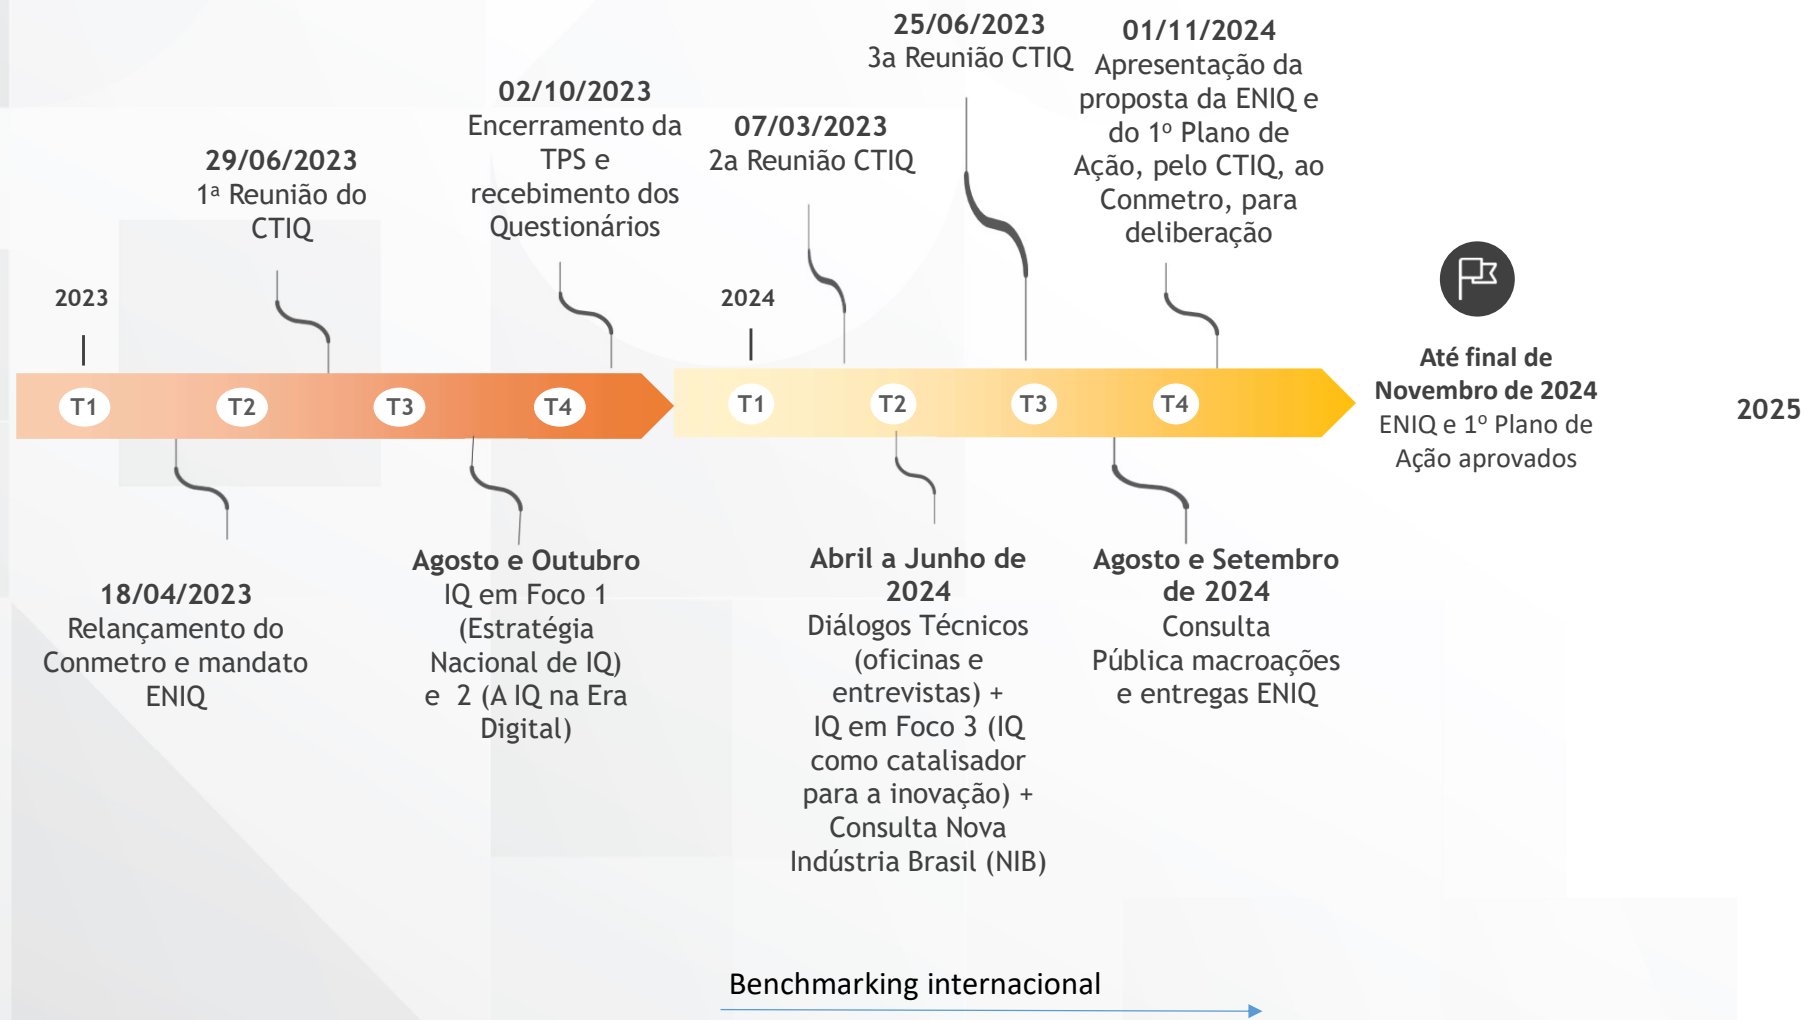 2023
29/06/2023
1ª Reunião do
CTIQ
02/10/2023
Encerramento da
TPS e
recebimento dos
Questionários
2024
07/03/2023
2a Reunião CTIQ
25/06/2023
3a Reunião CTIQ
01/11/2024
Apresentação da
proposta da ENIQ e
do 1º Plano de
Ação, pelo CTIQ, ao
Conmetro, para
deliberação
T1
T2
T3
T4
T1
T2
T3
T4
Até final de
Novembro de 2024
ENIQ e 1º Plano de
Ação aprovados
2025
18/04/2023
Relançamento do
Conmetro e mandato
ENIQ
Agosto e Outubro
IQ em Foco 1
(Estratégia
Nacional de IQ)
e 2 (A IQ na Era
Digital)
Abril a Junho de
2024
Diálogos Técnicos
(oficinas e
entrevistas) +
IQ em Foco 3 (IQ
como catalisador
para a inovação) +
Consulta Nova
Indústria Brasil (NIB)
Agosto e Setembro
de 2024
Consulta
Pública macroações
e entregas ENIQ
Benchmarking internacional